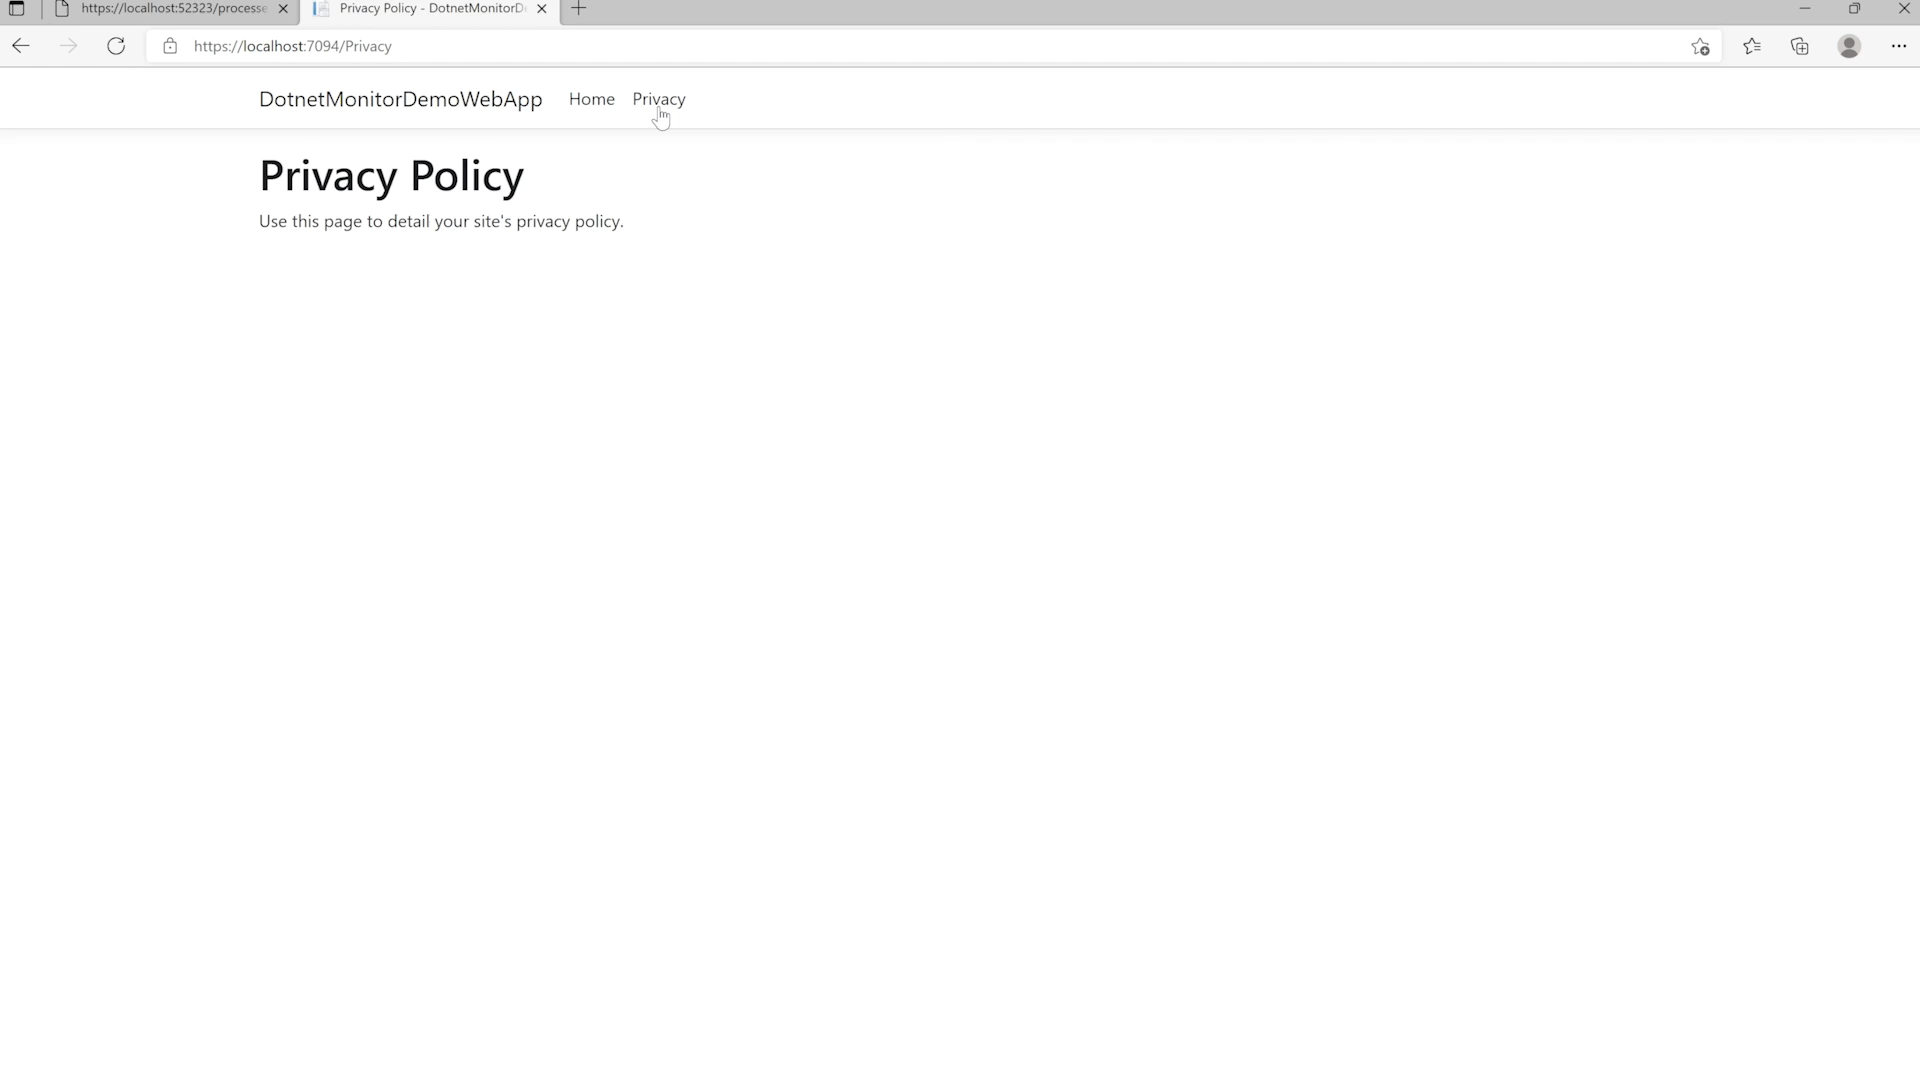 https://localhost:52323/processe
Privacy Policy - DotnetMonitorD
https://localhost:7094/Privacy
DotnetMonitorDemoWebApp Home Privacy
Privacy Policy
Use this page to detail your site's privacy policy.